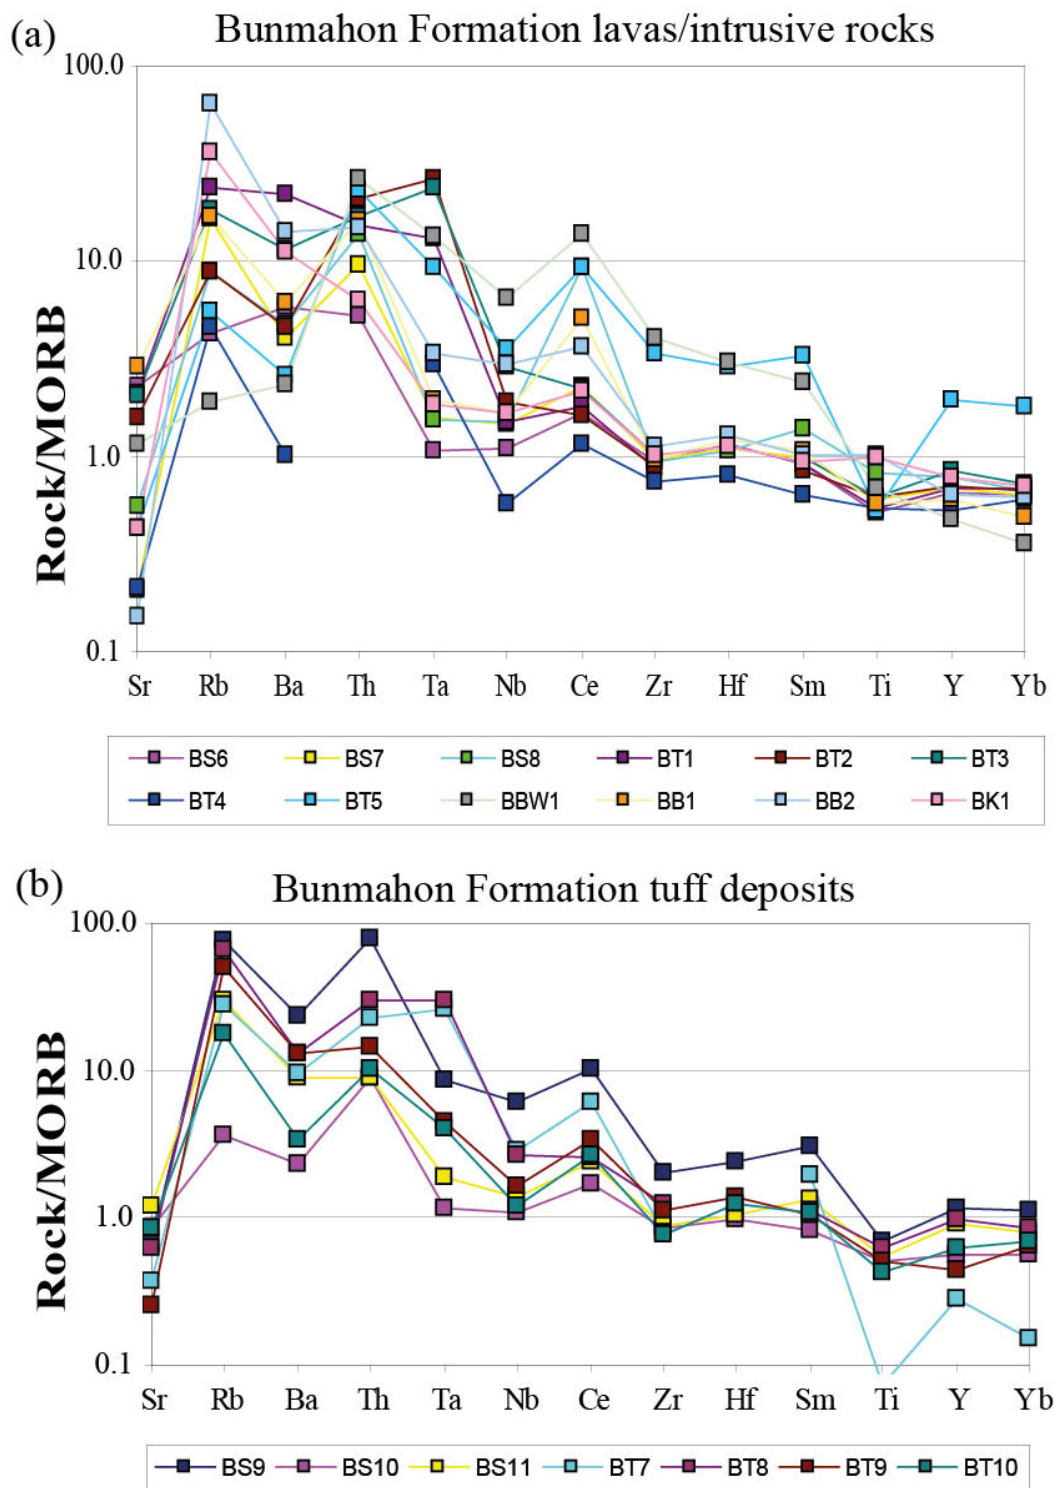 (a) Bunmahon Formation lavas/intrusive rocks
100.0
10.0
1.0
0.1
Rock/MORB
Sr Rb Ba Th Ta Nb Ce Zr Hf Sm Ti Y Yb
BS6 BS7 BS8 BT1 BT2 BT3
BT4 BT5 BBW1 BB1 BB2 BK1
(b) Bunmahon Formation tuff deposits
100.0
10.0
1.0
0.1
Rock/MORB
Sr Rb Ba Th Ta Nb Ce Zr Hf Sm Ti Y Yb
BS9 BS10 BS11 BT7 BT8 BT9 BT10